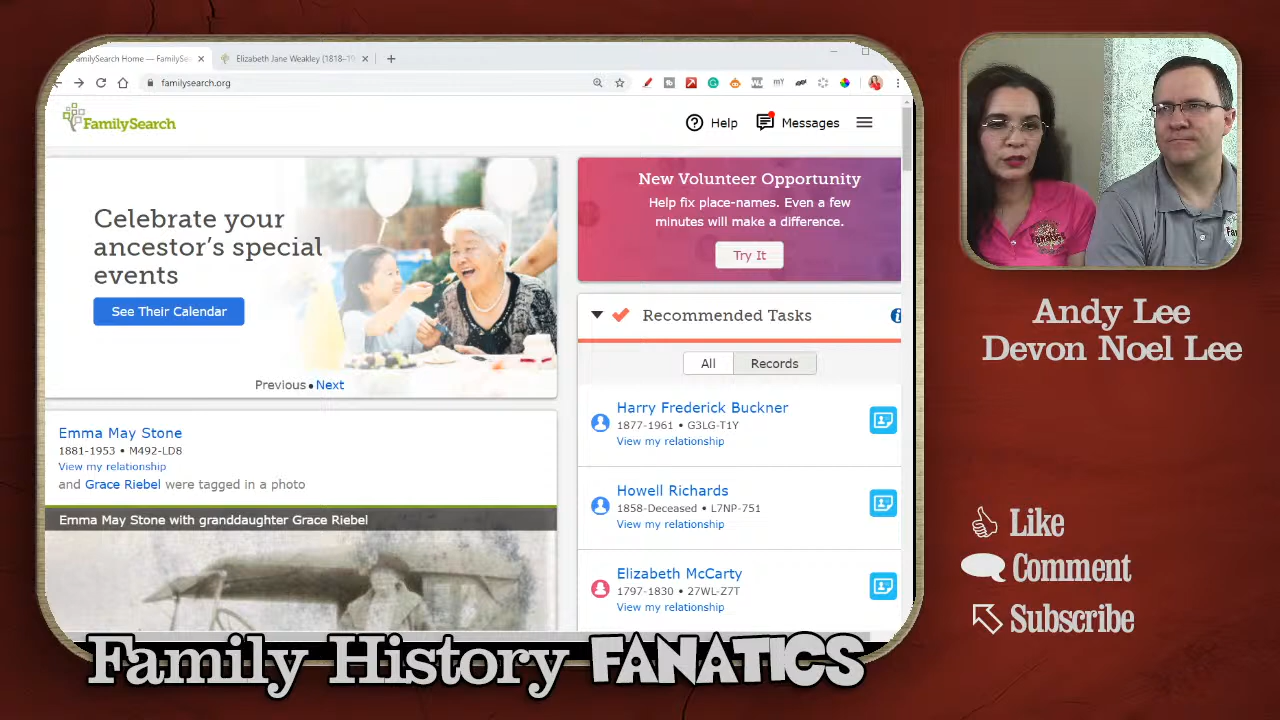 FamilySearch Home — FamilySe
Elizabeth Jane Weakley (1818–19
familysearch.org
FamilySearch
Help
Messages
Celebrate your
ancestor's special
events
See Their Calendar
Previous • Next
New Volunteer Opportunity
Help fix place-names. Even a few
minutes will make a difference.
Try It
Recommended Tasks
All
Records
Harry Frederick Buckner
1877-1961 • G3LG-T1Y
View my relationship
Howell Richards
1858-Deceased • L7NP-751
View my relationship
Elizabeth McCarty
1797-1830 • 27WL-Z7T
View my relationship
Emma May Stone
1881-1953 • M492-LD8
View my relationship
and Grace Riebel were tagged in a photo
Emma May Stone with granddaughter Grace Riebel
Family History FANATICS
Andy Lee
Devon Noel Lee
Like
Comment
Subscribe